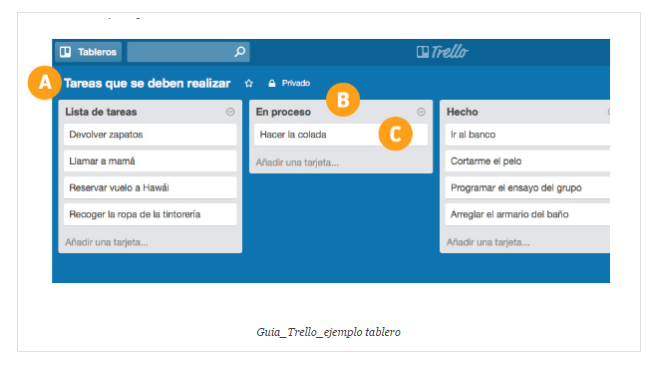 Tableros
Trello
A
Tareas que se deben realizar
Privado
B
Lista de tareas
Devolver zapatos
Llamar a mamá
Reservar vuelo a Hawái
Recoger la ropa de la tintorería
Añadir una tarjeta...
En proceso
Hacer la colada
C
Añadir una tarjeta...
Hecho
Ir al banco
Cortarme el pelo
Programar el ensayo del grupo
Arreglar el armario del baño
Añadir una tarjeta...
Guia_Trello_ejemplo tablero